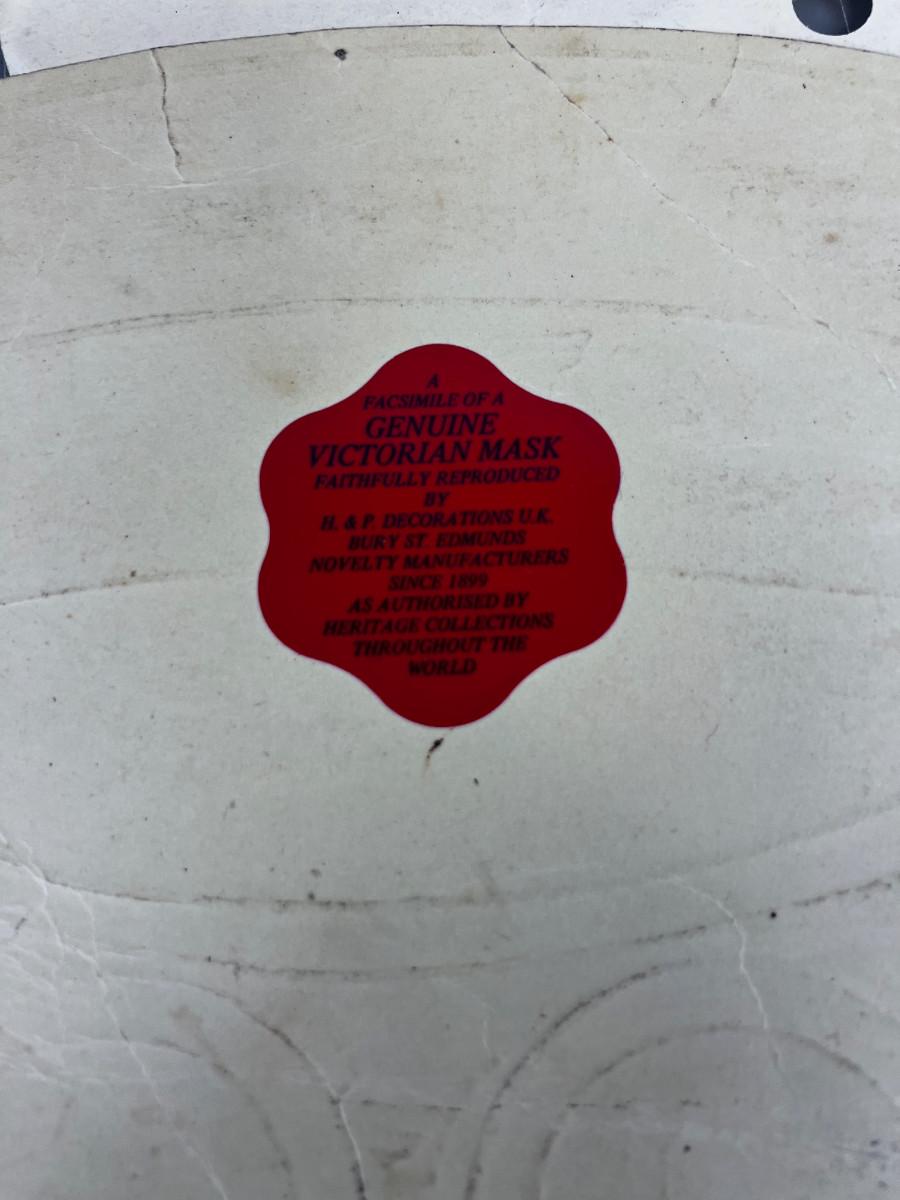 A
FACSIMILE OF A
GENUINE
VICTORIAN MASK
FAITHFULLY REPRODUCED
BY
H. & P. DECORATIONS U.K.
BURY ST. EDMUNDS
NOVELTY MANUFACTURERS
SINCE 1899
AS AUTHORISED BY
HERITAGE COLLECTIONS
THROUGHOUT THE
WORLD